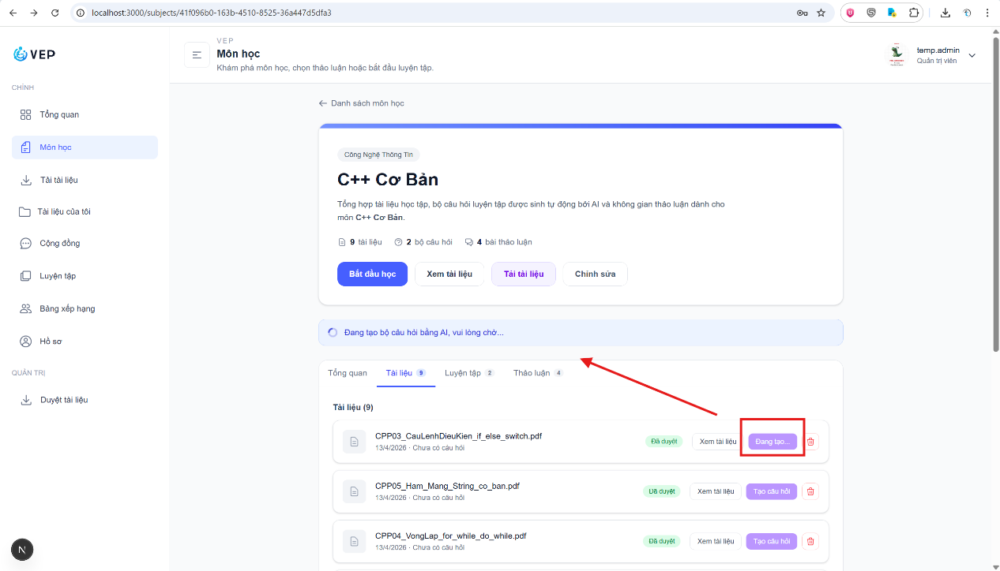 localhost:3000/subjects/41f096b0-163b-4510-8525-36a447d5dfa3
VEP
CHÍNH
Tổng quan
Môn học
Tải tài liệu
Tài liệu của tôi
Cộng đồng
Luyện tập
Bảng xếp hạng
Hồ sơ
QUẢN TRỊ
Duyệt tài liệu
N
VEP
Môn học
Khám phá môn học, chọn thảo luận hoặc bắt đầu luyện tập.
temp.admin
Quản trị viên
Danh sách môn học
Công Nghệ Thông Tin
C++ Cơ Bản
Tổng hợp tài liệu học tập, bộ câu hỏi luyện tập được sinh tự động bởi AI và không gian thảo luận dành cho
môn C++ Cơ Bản.
9 tài liệu 2 bộ câu hỏi 4 bài thảo luận
Bắt đầu học Xem tài liệu Tải tài liệu Chỉnh sửa
Đang tạo bộ câu hỏi bằng AI, vui lòng chờ...
Tổng quan Tài liệu 9 Luyện tập 2 Thảo luận 4
Tài liệu (9)
CPP03_CauLenhDieuKien_if_else_switch.pdf
13/4/2026 · Chưa có câu hỏi
Đã duyệt Xem tài liệu Đang tạo...
CPP05_Ham_Mang_String_co_ban.pdf
13/4/2026 · Chưa có câu hỏi
Đã duyệt Xem tài liệu Tạo câu hỏi
CPP04_VongLap_for_while_do_while.pdf
13/4/2026 · Chưa có câu hỏi
Đã duyệt Xem tài liệu Tạo câu hỏi